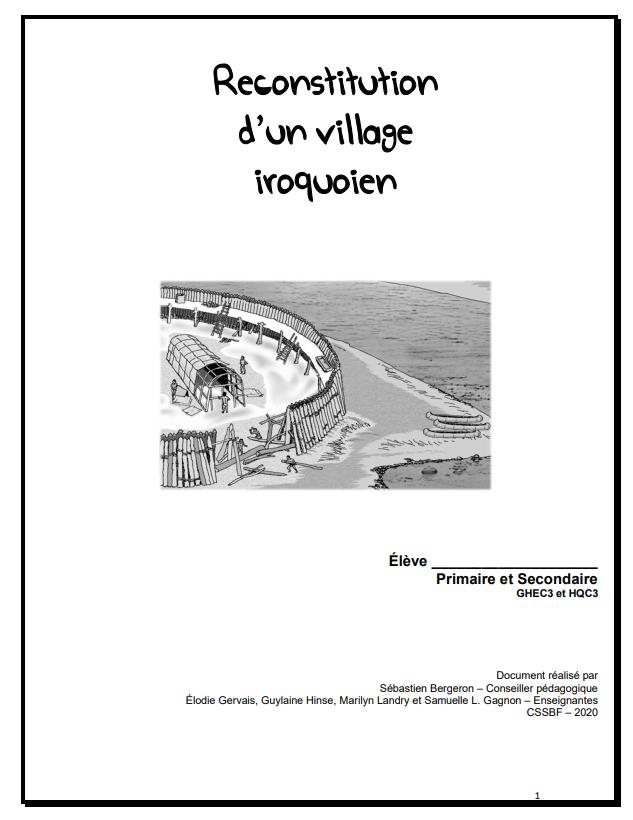 Reconstitution
d'un village
iroquoien
Élève ____________________
Primaire et Secondaire
GHEC3 et HQC3
Document réalisé par
Sébastien Bergeron – Conseiller pédagogique
Élodie Gervais, Guylaine Hinse, Marilyn Landry et Samuelle L. Gagnon – Enseignantes
CSSBF – 2020
1